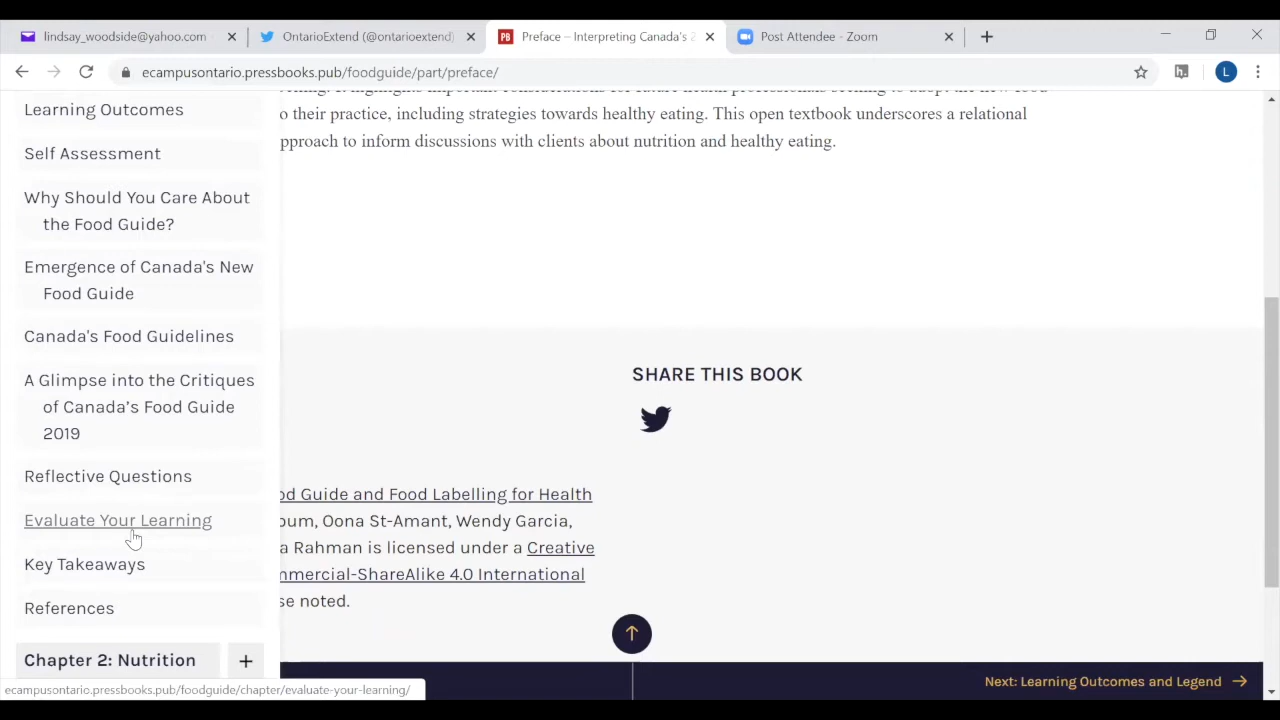 lindsay_woodside@yahoo.com
OntarioExtend (@ontarioextend)
PB
Preface – Interpreting Canada's 2
Post Attendee - Zoom
ecampusontario.pressbooks.pub/foodguide/part/preface/
L
o their practice, including strategies towards healthy eating. This open textbook underscores a relational
pproach to inform discussions with clients about nutrition and healthy eating.
Learning Outcomes
Self Assessment
Why Should You Care About
the Food Guide?
Emergence of Canada's New
Food Guide
Canada's Food Guidelines
A Glimpse into the Critiques
of Canada’s Food Guide
2019
Reflective Questions
Evaluate Your Learning
Key Takeaways
References
Chapter 2: Nutrition
+
SHARE THIS BOOK
od Guide and Food Labelling for Health
oum, Oona St-Amant, Wendy Garcia,
a Rahman is licensed under a Creative
mmercial-ShareAlike 4.0 International
se noted.
ecampusontario.pressbooks.pub/foodguide/chapter/evaluate-your-learning/
Next: Learning Outcomes and Legend